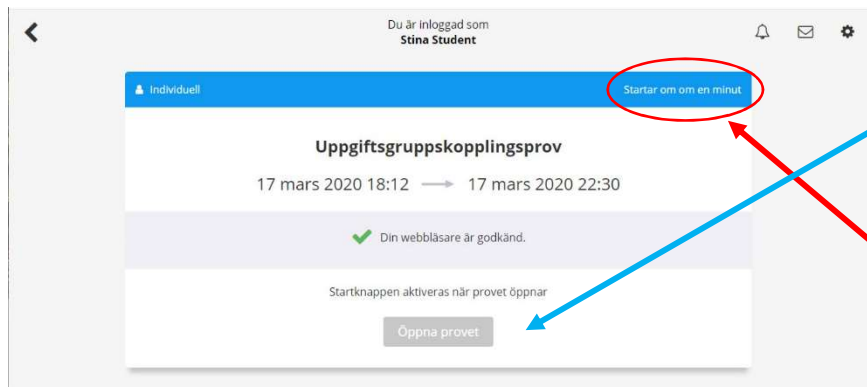 Du är inloggad som
Stina Student
Individuell
Startar om om en minut
Uppgiftsgruppskopplingsprov
17 mars 2020 18:12 17 mars 2020 22:30
Din webbläsare är godkänd.
Startknappen aktiveras när provet öppnar
Öppna provet